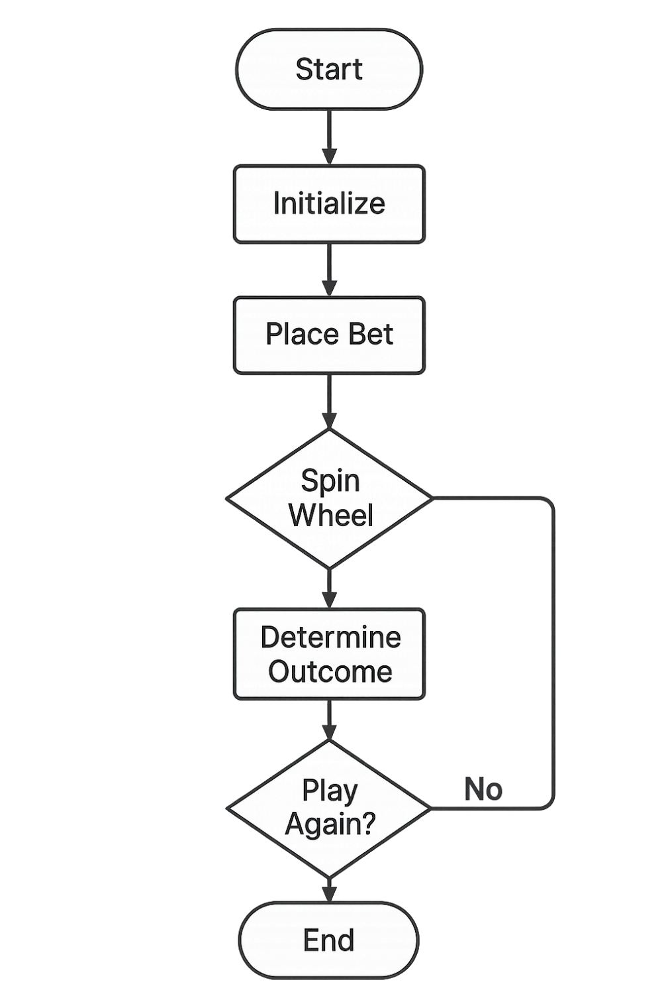 Start
Initialize
Place Bet
Spin
Wheel
Determine
Outcome
Play
Again?
No
End